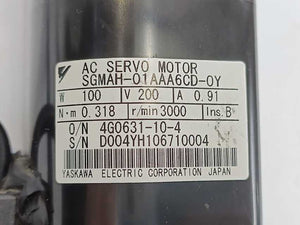 AC SERVO MOTOR
SGMAH-01AAA6CD-0Y
W 100 V 200 A 0.91
N·m 0.318 r/min 3000 Ins. B
O/N 4G0631-10-4
S/N D004YH106710004
YASKAWA ELECTRIC CORPORATION JAPAN